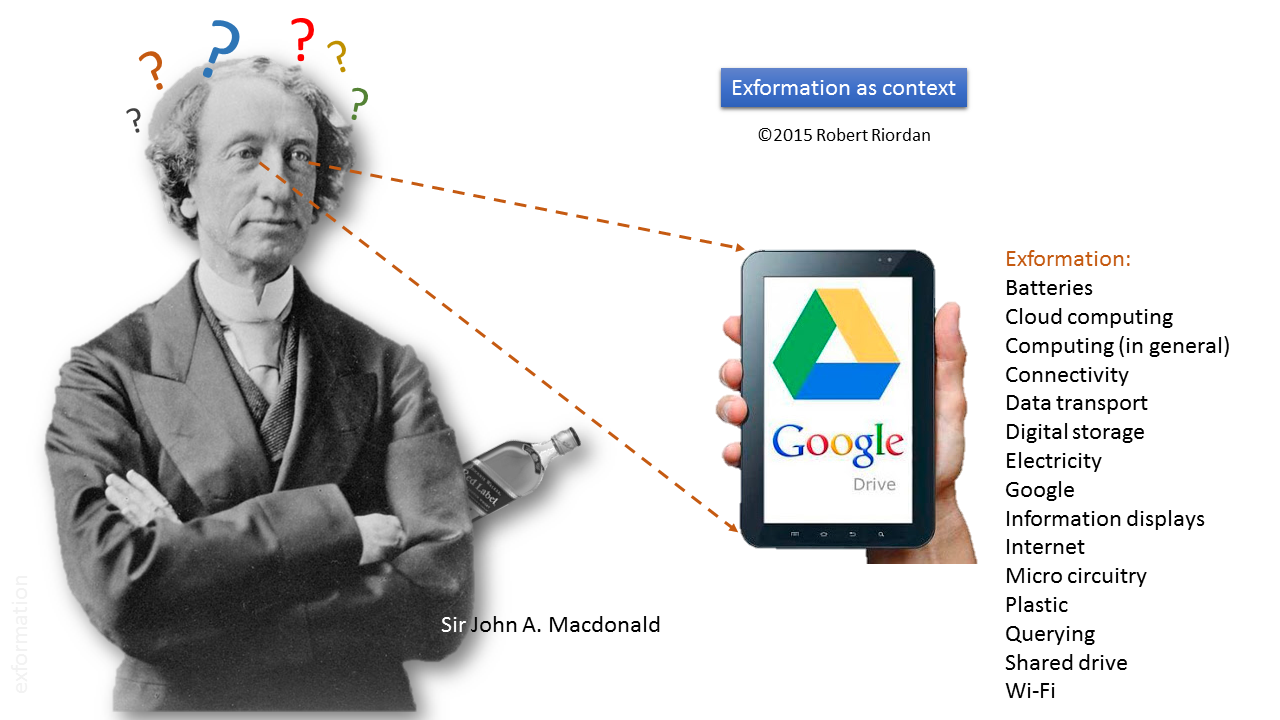 ? ? ? ? ? ?
Exformation as context
©2015 Robert Riordan
Exformation:
Batteries
Cloud computing
Computing (in general)
Connectivity
Data transport
Digital storage
Electricity
Google
Information displays
Internet
Micro circuitry
Plastic
Querying
Shared drive
Wi-Fi
Google
Drive
Red Label
Sir John A. Macdonald
exformation